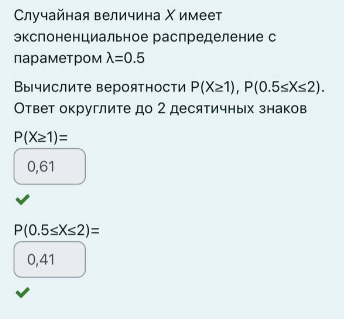 Случайная величина X имеет
экспоненциальное распределение с
параметром λ=0.5
Вычислите вероятности P(X≥1), P(0.5≤X≤2).
Ответ округлите до 2 десятичных знаков
P(X≥1)=
0,61
P(0.5≤X≤2)=
0,41